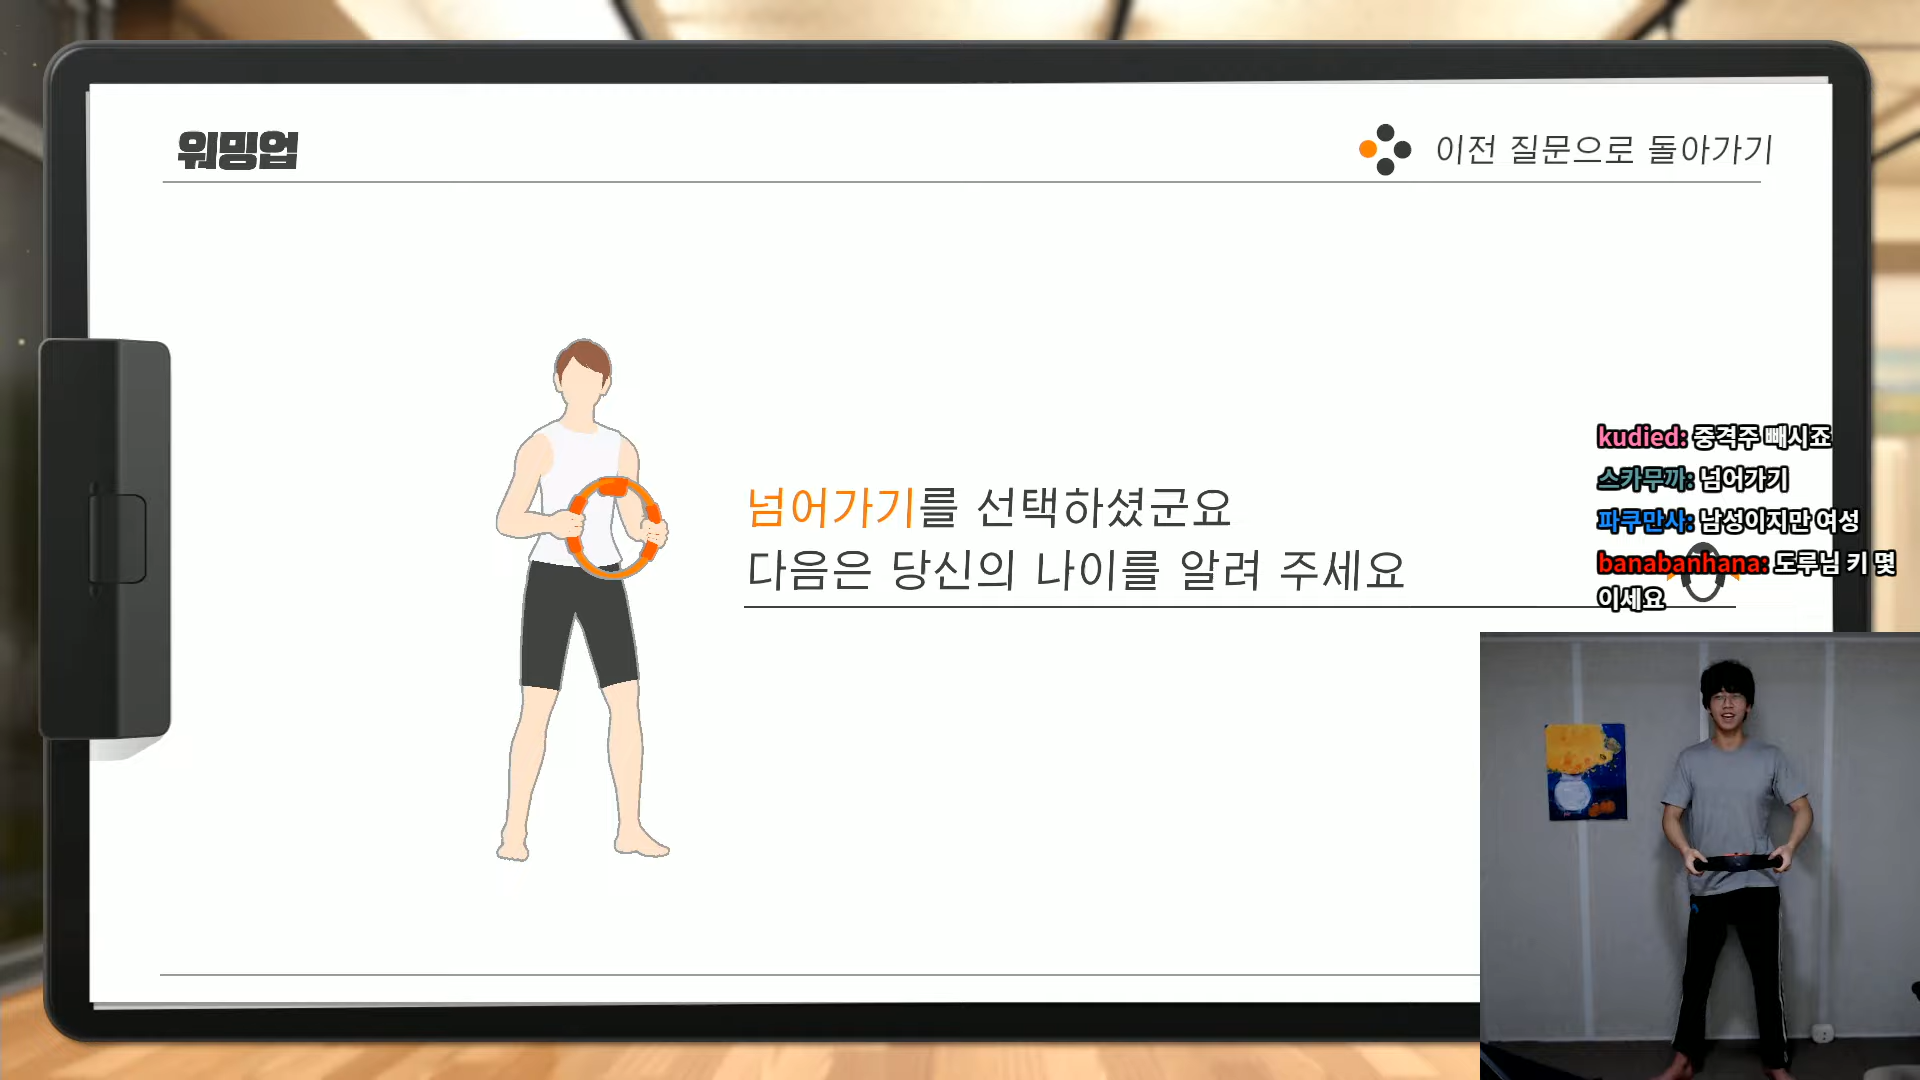 워밍업
이전 질문으로 돌아가기
넘어가기를 선택하셨군요
다음은 당신의 나이를 알려 주세요
kudied: 중격주 빼시죠
스카무까: 넘어가기
파쿠만사: 남성이지만 여성
banabanhana: 도루님 키 몇
이세요